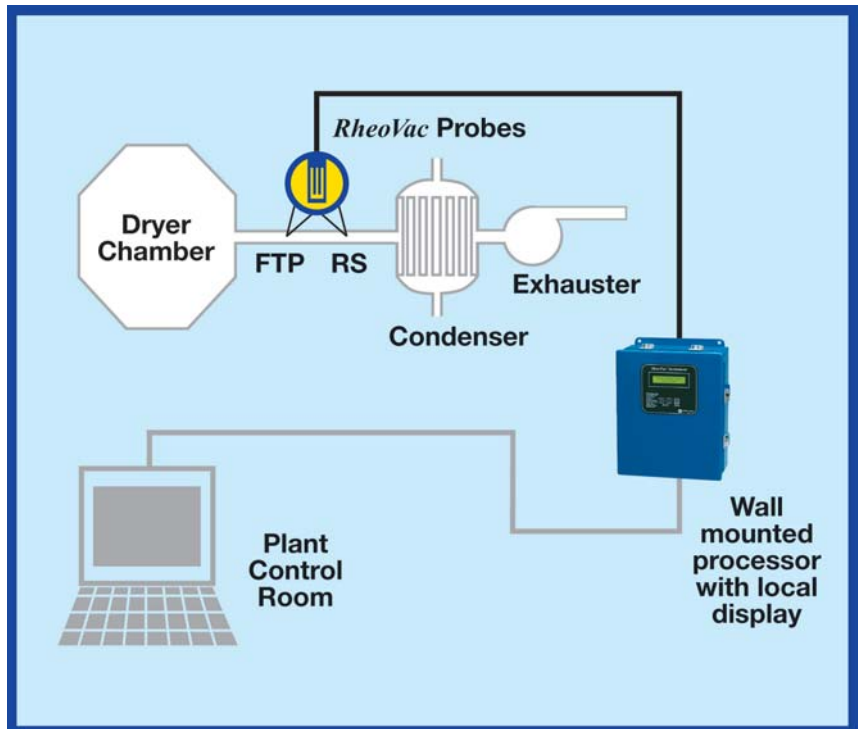 RheoVac Probes
Dryer
Chamber
FTP
RS
Exhauster
Condenser
Plant
Control
Room
Wall
mounted
processor
with local
display